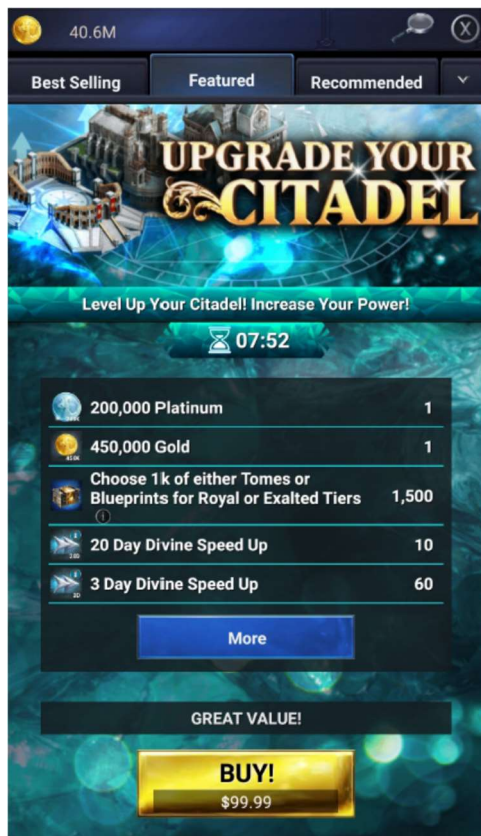 40.6M
X
Best Selling
Featured
Recommended
UPGRADE YOUR
CITADEL
Level Up Your Citadel! Increase Your Power!
07:52
200,000 Platinum 1
450,000 Gold 1
Choose 1k of either Tomes or
Blueprints for Royal or Exalted Tiers 1,500
i
20 Day Divine Speed Up 10
3 Day Divine Speed Up 60
More
GREAT VALUE!
BUY!
$99.99